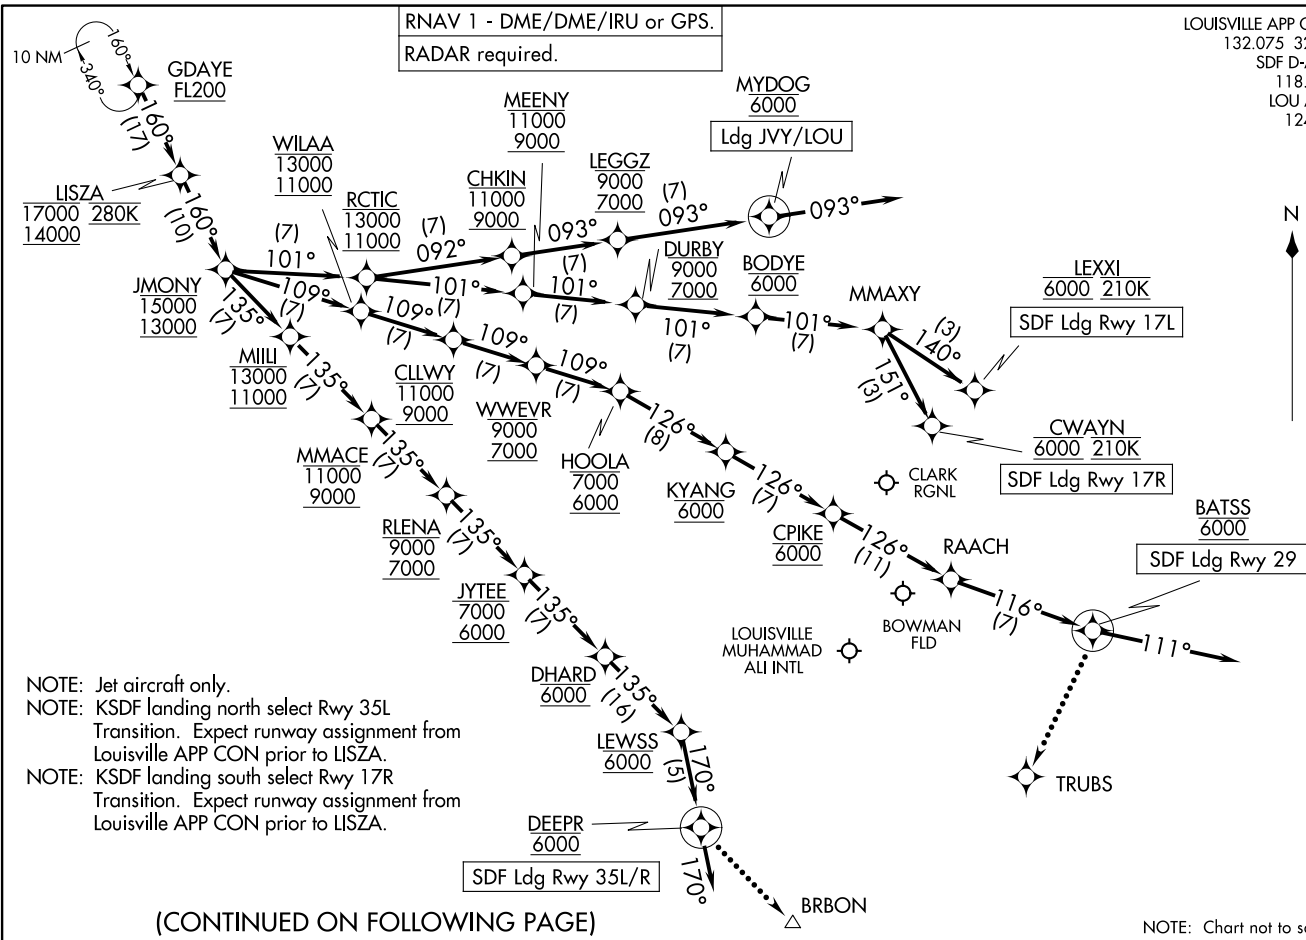 RNAV 1 - DME/DME/IRU or GPS.
RADAR required.
LOUISVILLE APP
132.075
SDF
118.
LOU
10 NM
160°
340°
GDAYE
FL200
160°
(17)
LISZA
17000 280K
14000
160°
(10)
JMONY
15000
13000
WILAA
13000
11000
RCTIC
13000
11000
MEENY
11000
9000
CHKIN
11000
9000
LEGGZ
9000
7000
MYDOG
6000
Ldg JVY/LOU
(7)
101°
(7)
092°
093°
(7)
(7)
093°
093°
101°
(7)
101°
(7)
DURBY
9000
7000
101°
(7)
BODYE
6000
101°
(7)
MMAXY
(3)
140°
151°
(3)
LEXXI
6000 210K
SDF Ldg Rwy 17L
CWAYN
6000 210K
SDF Ldg Rwy 17R
N
109°
(7)
109°
(7)
109°
(7)
109°
(7)
CLLWY
11000
9000
WWEVR
9000
7000
HOOLA
7000
6000
126°
(8)
KYANG
6000
126°
(7)
CPIKE
6000
126°
(11)
RAACH
116°
(7)
BATSS
6000
SDF Ldg Rwy 29
111°
TRUBS
CLARK
RGNL
BOWMAN
FLD
LOUISVILLE
MUHAMMAD
ALI INTL
135°
(7)
MIILI
13000
11000
135°
(7)
MMACE
11000
9000
135°
(7)
RLENA
9000
7000
135°
(7)
JYTEE
7000
6000
135°
(7)
DHARD
6000
135°
(16)
LEWSS
6000
170°
(5)
DEEPR
6000
SDF Ldg Rwy 35L/R
170°
BRBON
NOTE: Jet aircraft only.
NOTE: KSDF landing north select Rwy 35L
Transition. Expect runway assignment from
Louisville APP CON prior to LISZA.
NOTE: KSDF landing south select Rwy 17R
Transition. Expect runway assignment from
Louisville APP CON prior to LISZA.
(CONTINUED ON FOLLOWING PAGE)
NOTE: Chart not to